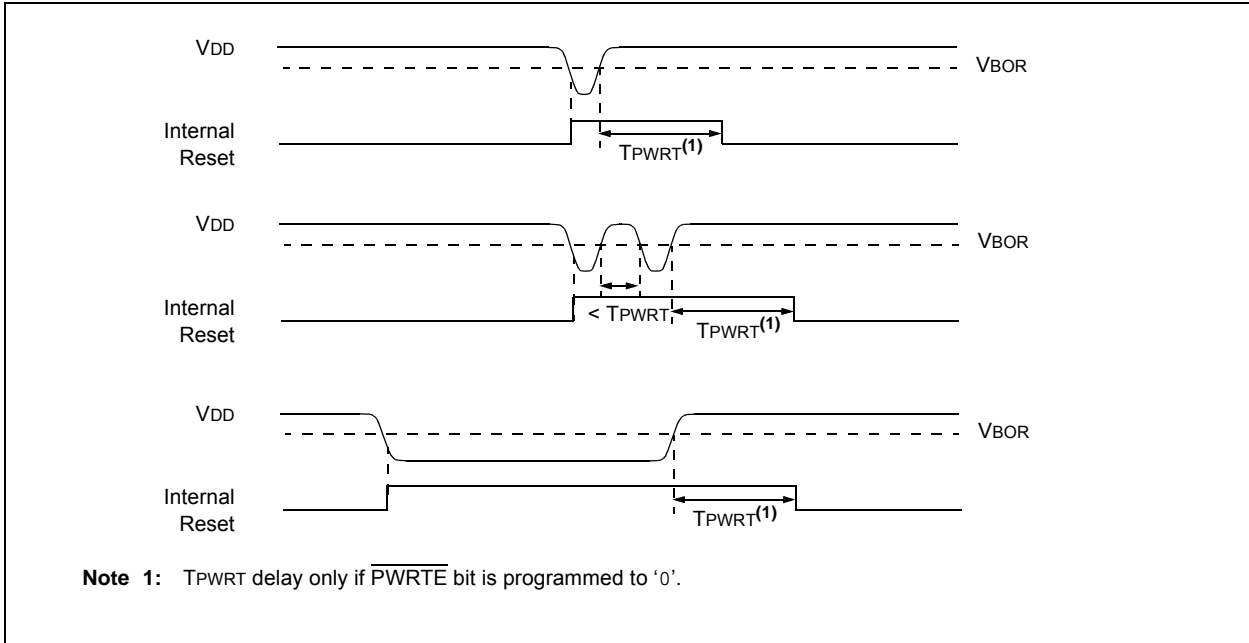 VDD
VBOR
Internal
Reset
TPWRT(1)
VDD
VBOR
Internal
Reset
< TPWRT
TPWRT(1)
VDD
VBOR
Internal
Reset
TPWRT(1)
Note 1: TPWRT delay only if PWRTE bit is programmed to ‘0’.